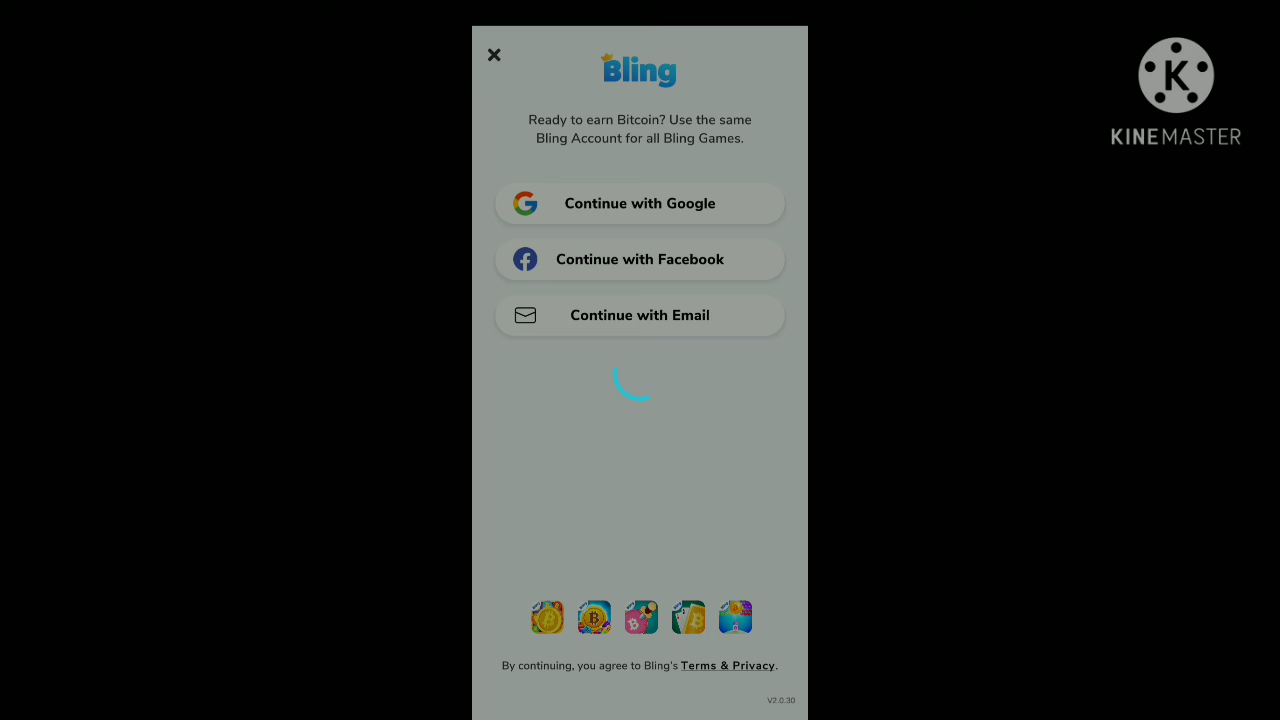 Bling
Ready to earn Bitcoin? Use the same
Bling Account for all Bling Games.
Continue with Google
Continue with Facebook
Continue with Email
By continuing, you agree to Bling's Terms & Privacy.
V2.0.30
K
KINEMASTER